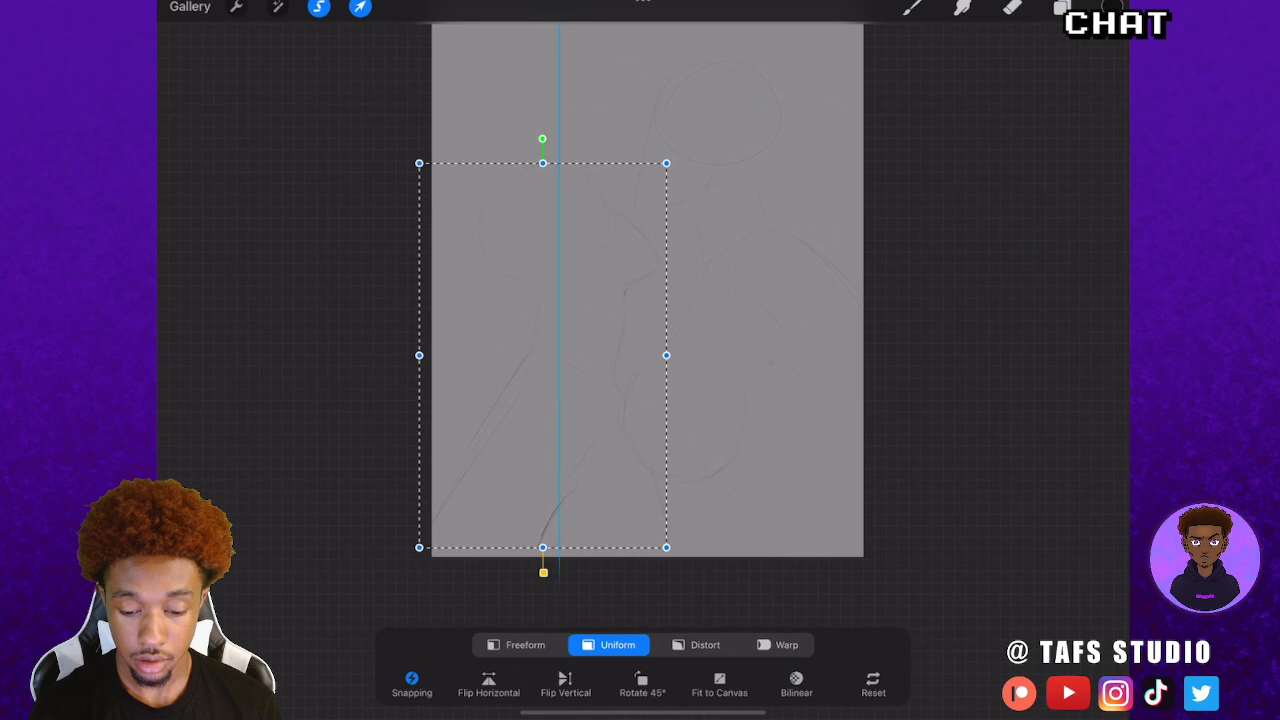 Gallery
CHAT
Freeform
Uniform
Distort
Warp
Snapping
Flip Horizontal
Flip Vertical
Rotate 45°
Fit to Canvas
Bilinear
Reset
@ TAFS STUDIO